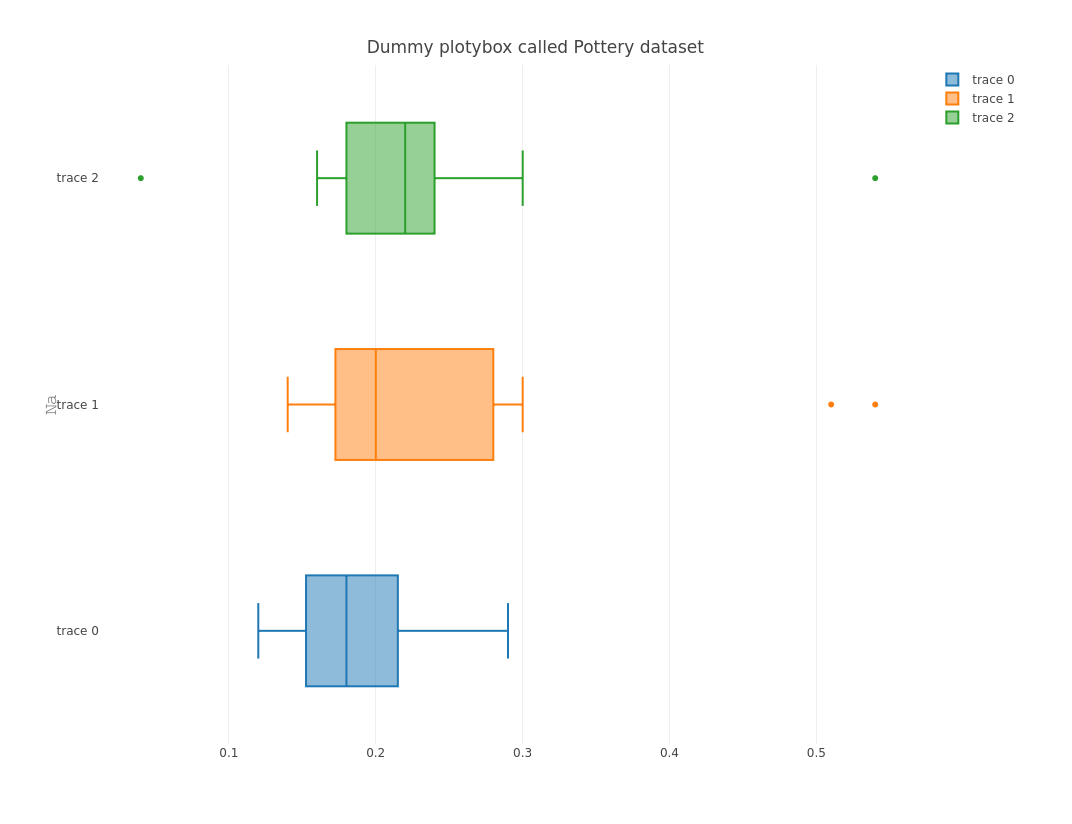 Dummy plotybox called Pottery dataset
trace 0
trace 1
trace 2
trace 2
trace 1
trace 0
Na
0.1 0.2 0.3 0.4 0.5